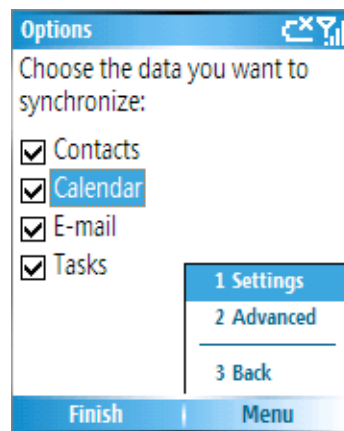 Options
Choose the data you want to
synchronize:
Contacts
Calendar
E-mail
Tasks
1 Settings
2 Advanced
3 Back
Finish
Menu